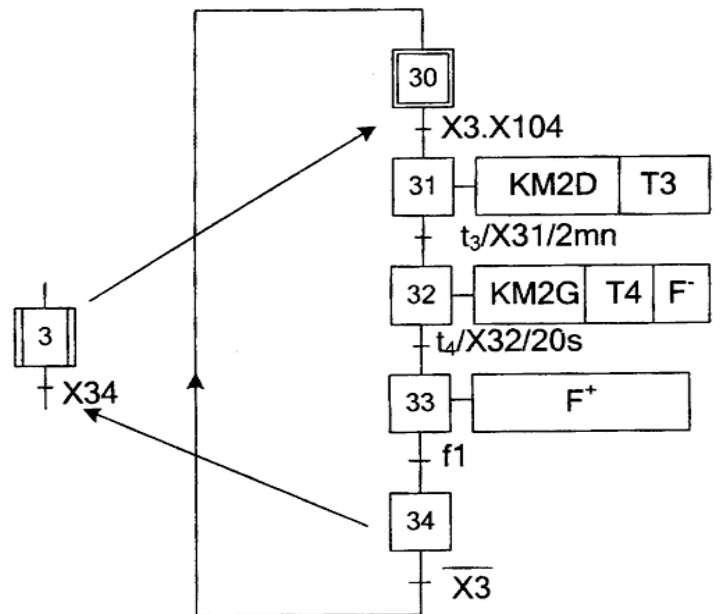 30
X3.X104
31 KM2D T3
t₃/X31/2mn
32 KM2G T4 F⁻
3
t₄/X32/20s
X34
33 F⁺
f1
34
X̅3̅